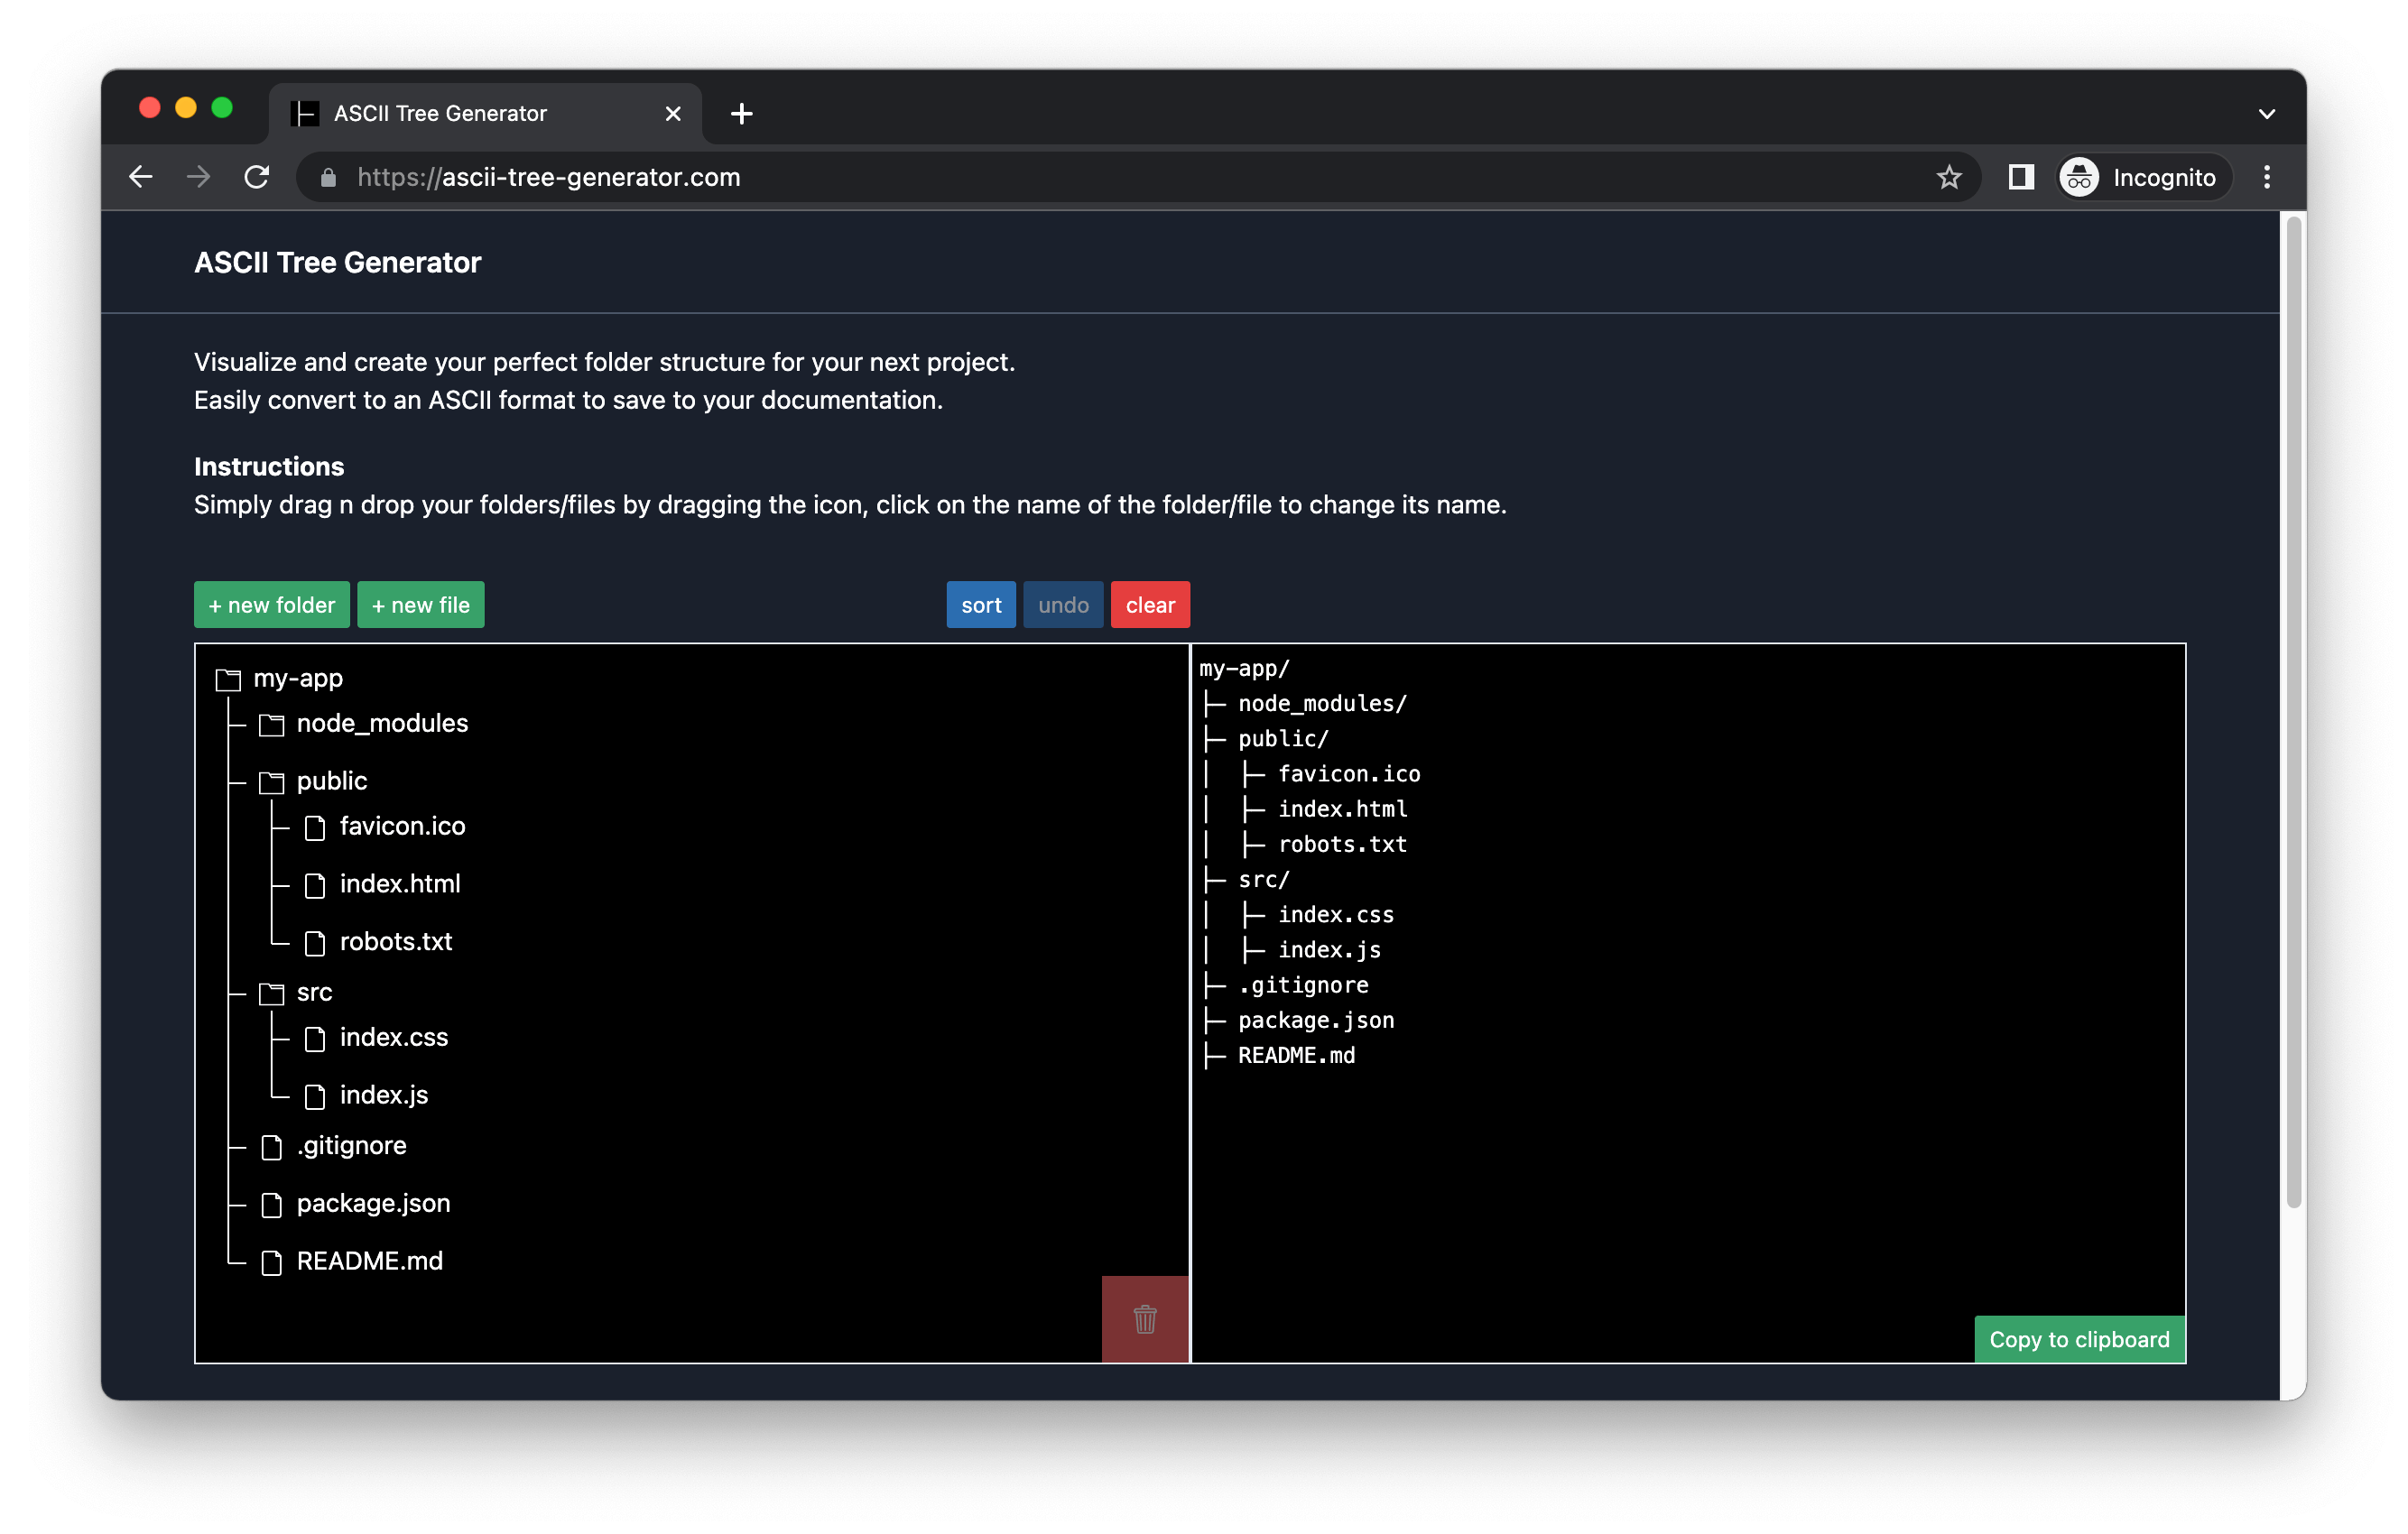 ASCII Tree Generator
https://ascii-tree-generator.com
Incognito
ASCII Tree Generator
Visualize and create your perfect folder structure for your next project.
Easily convert to an ASCII format to save to your documentation.
Instructions
Simply drag n drop your folders/files by dragging the icon, click on the name of the folder/file to change its name.
+ new folder
+ new file
sort
undo
clear
my-app
node_modules
public
favicon.ico
index.html
robots.txt
src
index.css
index.js
.gitignore
package.json
README.md
my-app/
├─ node_modules/
├─ public/
│  ├─ favicon.ico
│  ├─ index.html
│  ├─ robots.txt
├─ src/
│  ├─ index.css
│  ├─ index.js
├─ .gitignore
├─ package.json
├─ README.md
Copy to clipboard